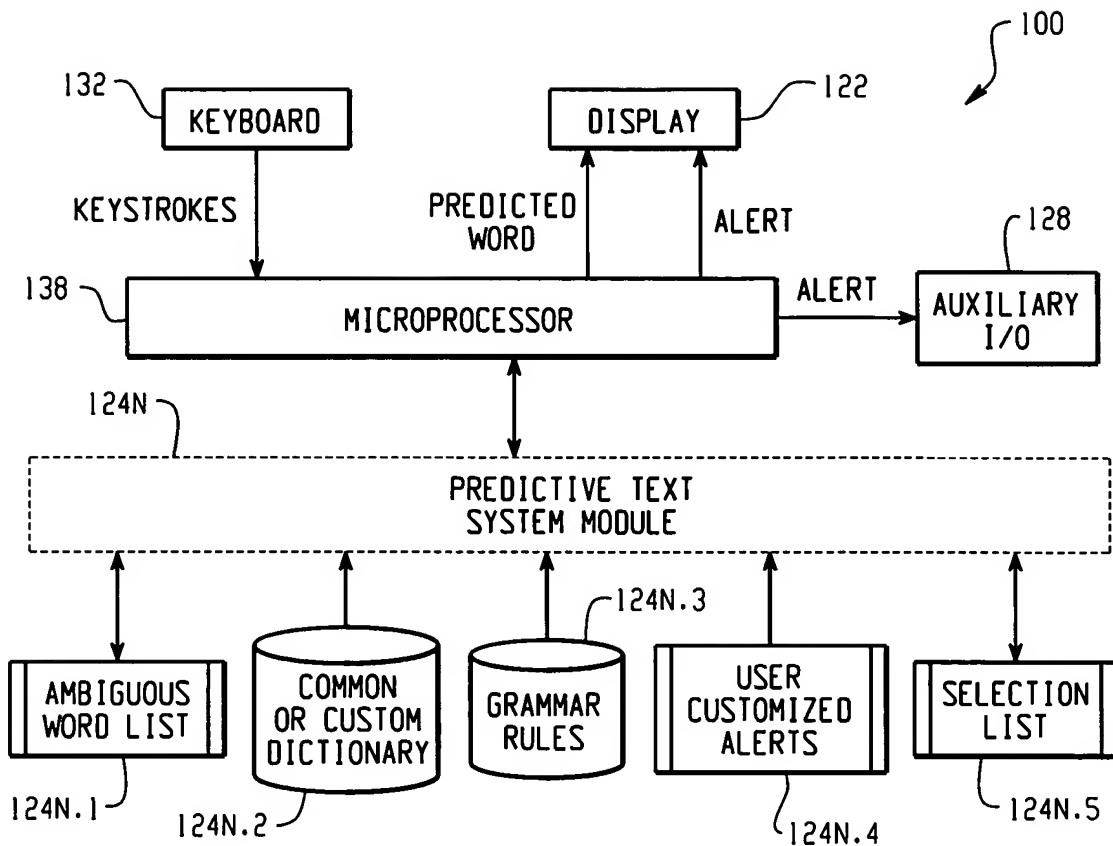 100
132
KEYBOARD
DISPLAY
122
KEYSTROKES
PREDICTED
WORD
ALERT
128
138
MICROPROCESSOR
ALERT
AUXILIARY
I/O
124N
PREDICTIVE TEXT
SYSTEM MODULE
124N.3
AMBIGUOUS
WORD LIST
COMMON
OR CUSTOM
DICTIONARY
GRAMMAR
RULES
USER
CUSTOMIZED
ALERTS
SELECTION
LIST
124N.1
124N.2
124N.4
124N.5